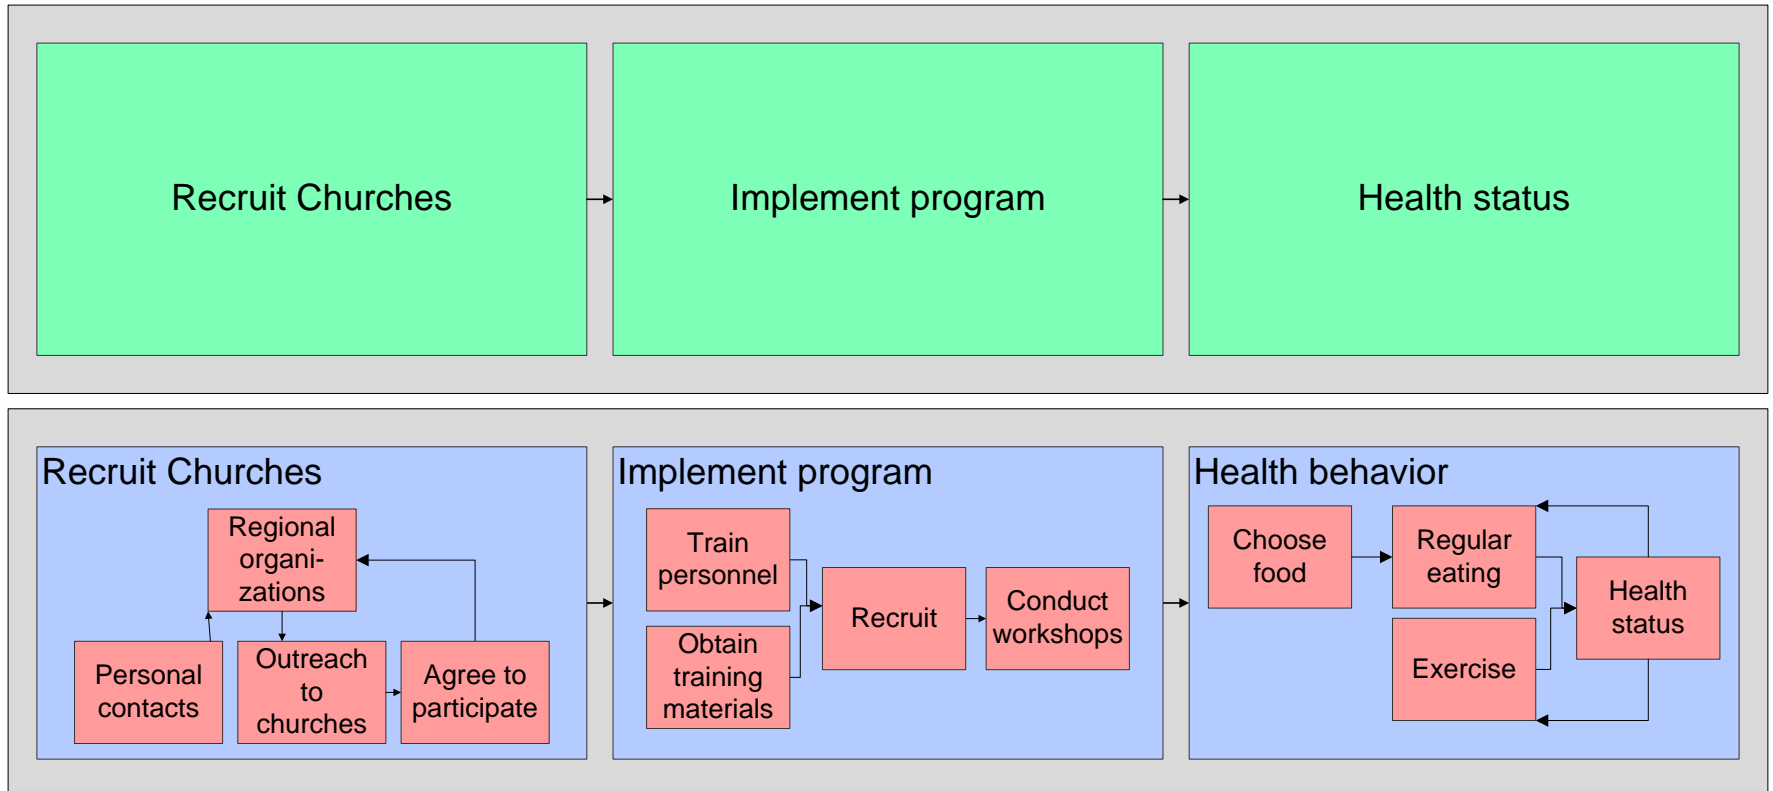 Recruit Churches
Implement program
Health status
Recruit Churches
Regional
organi-
zations
Personal
contacts
Outreach
to
churches
Agree to
participate
Implement program
Train
personnel
Obtain
training
materials
Recruit
Conduct
workshops
Health behavior
Choose
food
Regular
eating
Exercise
Health
status